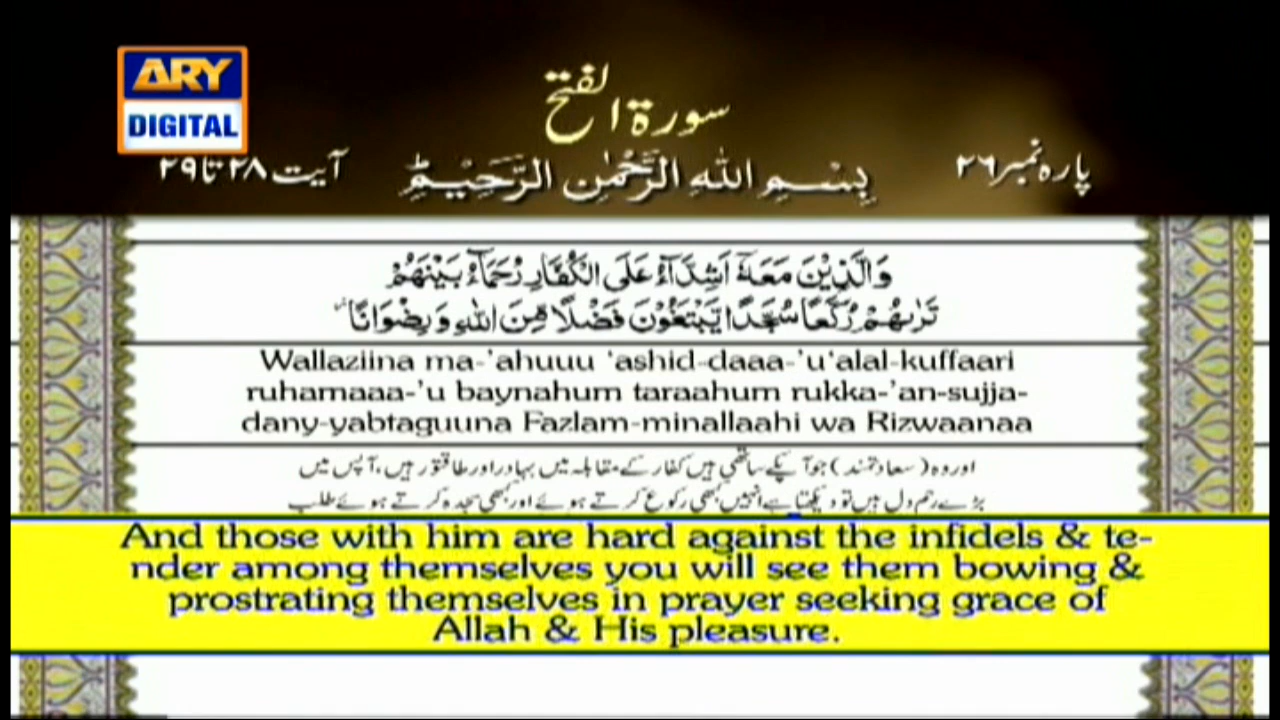 ARY
DIGITAL
سورة الفتح
پارہ نمبر ۲۶
بِسْمِ اللهِ الرَّحْمٰنِ الرَّحِيْمِ
آیت ۲۸ تا ۲۹
وَالَّذِيْنَ مَعَهٗٓ اَشِدَّآءُ عَلَى الْكُفَّارِ رُحَمَآءُ بَيْنَهُمْ
تَرٰىهُمْ رُكَّعًا سُجَّدًا يَّبْتَغُوْنَ فَضْلًا مِّنَ اللهِ وَرِضْوَانًا
Wallaziina ma-'ahuuu ‘ashid-daaa-'u‘alal-kuffaari
ruhamaaa-'u baynahum taraahum rukka-'an-sujja-
dany-yabtaguuna Fazlam-minallaahi wa Rizwaanaa
اور وہ (سعادتمند) جو آپ کے ساتھی ہیں کفار کے مقابلہ میں بہادر اور طاقتور ہیں، آپس میں
بڑے رحم دل ہیں تو دیکھتا ہے انہیں کبھی رکوع کرتے ہوئے اور کبھی سجدہ کرتے ہوئے طلب
And those with him are hard against the infidels & te-
nder among themselves you will see them bowing &
prostrating themselves in prayer seeking grace of
Allah & His pleasure.